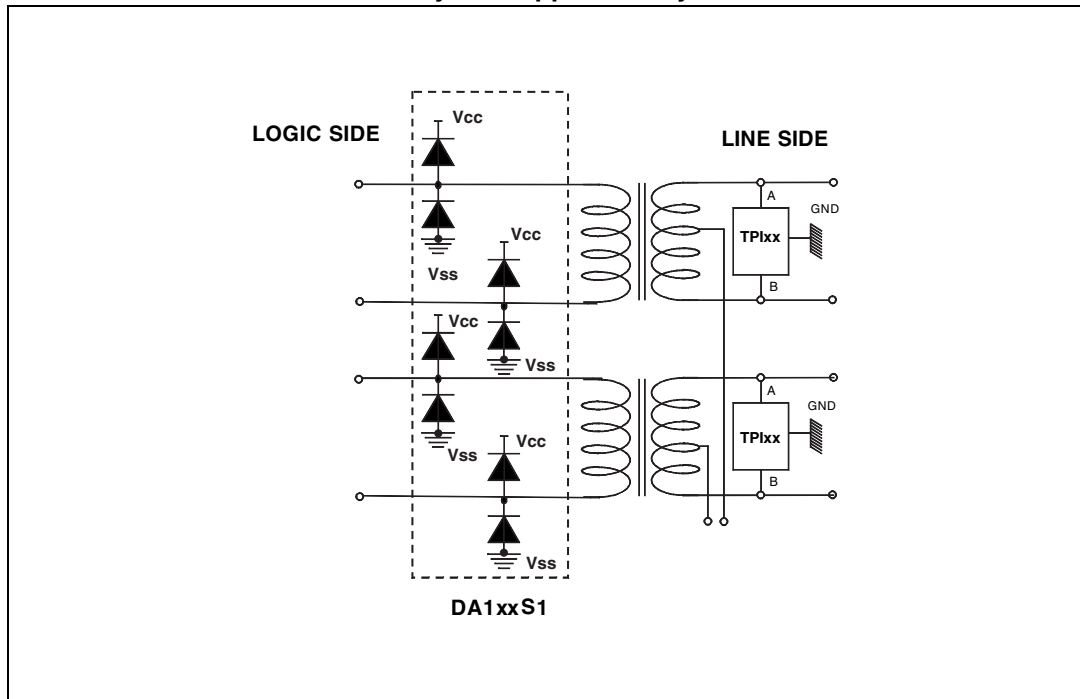 LOGIC SIDE
LINE SIDE
Vcc
Vss
Vcc
Vss
Vcc
Vss
Vcc
Vss
A
TPIxx
GND
B
A
TPIxx
GND
B
DA1xxS1